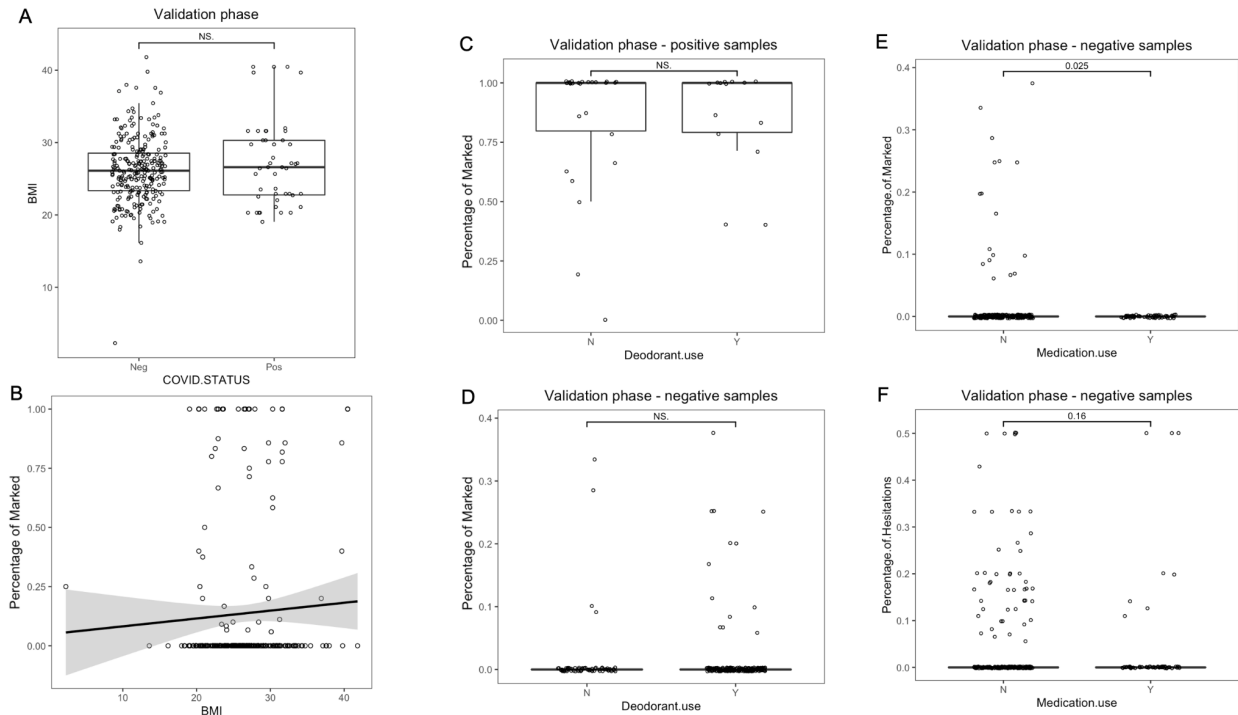 A
Validation phase
NS.
40
30
20
10
BMI
Neg
Pos
COVID.STATUS
B
1.00
0.75
0.50
0.25
0.00
Percentage of Marked
10
20
30
40
BMI
C
Validation phase - positive samples
NS.
1.00
0.75
0.50
0.25
0.00
Percentage of Marked
N
Y
Deodorant.use
D
Validation phase - negative samples
NS.
0.4
0.3
0.2
0.1
0.0
Percentage of Marked
N
Y
Deodorant.use
E
Validation phase - negative samples
0.025
0.4
0.3
0.2
0.1
0.0
Percentage.of.Marked
N
Y
Medication.use
F
Validation phase - negative samples
0.16
0.5
0.4
0.3
0.2
0.1
0.0
Percentage.of.Hesitations
N
Y
Medication.use